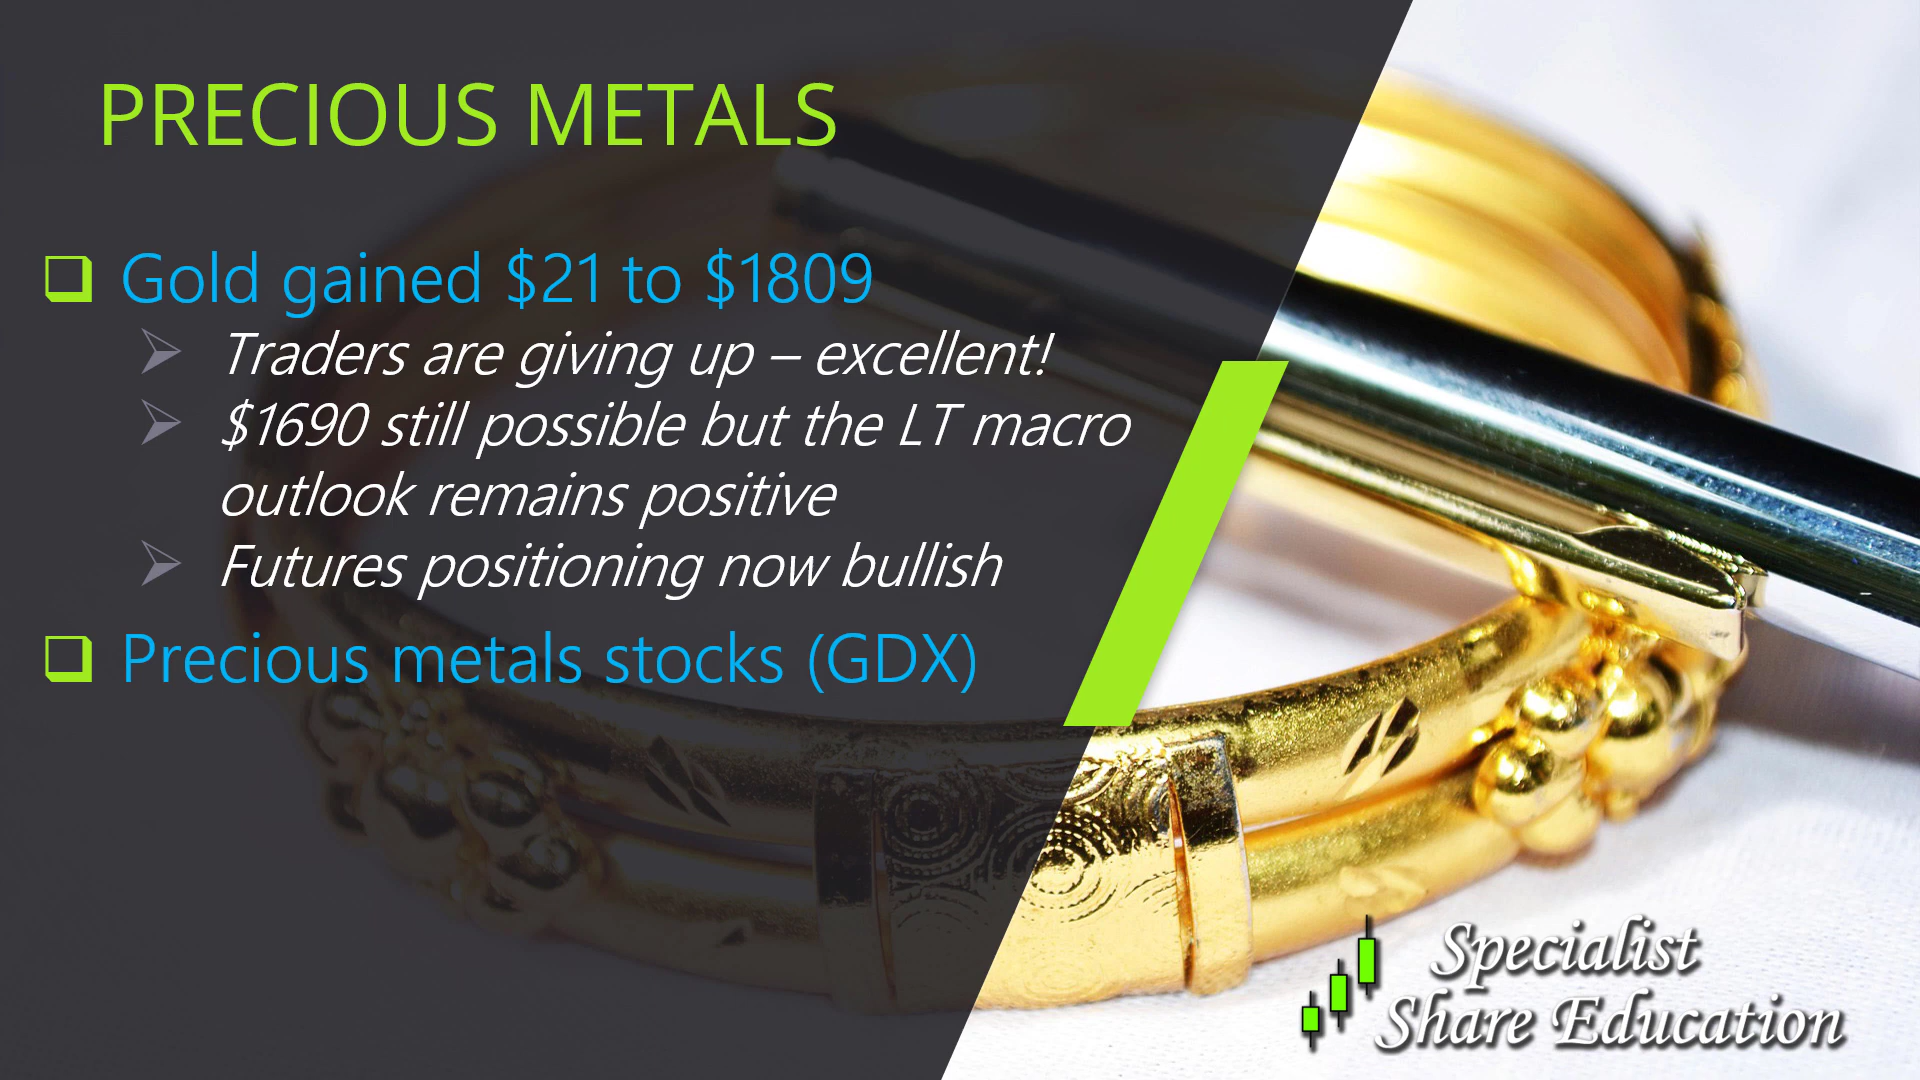 PRECIOUS METALS
Gold gained $21 to $1809
Traders are giving up – excellent!
$1690 still possible but the LT macro
outlook remains positive
Futures positioning now bullish
Precious metals stocks (GDX)
Specialist
Share Education